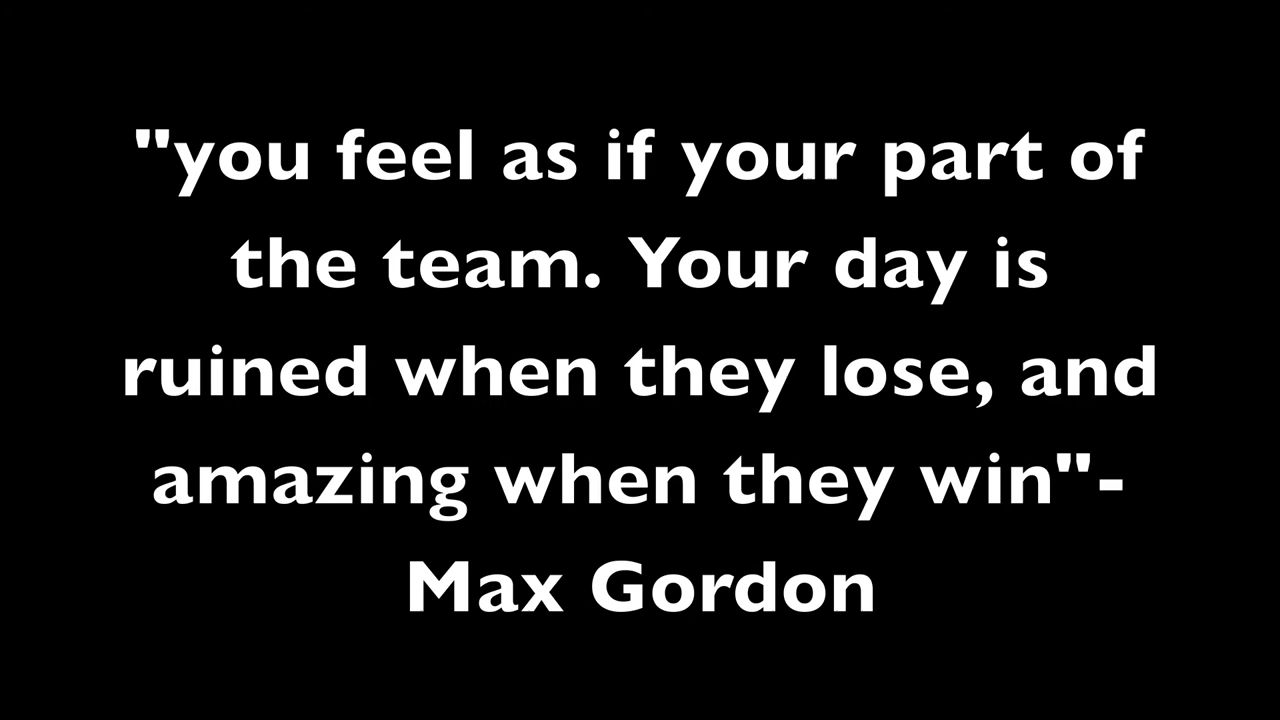 "you feel as if your part of
the team. Your day is
ruined when they lose, and
amazing when they win"-
Max Gordon